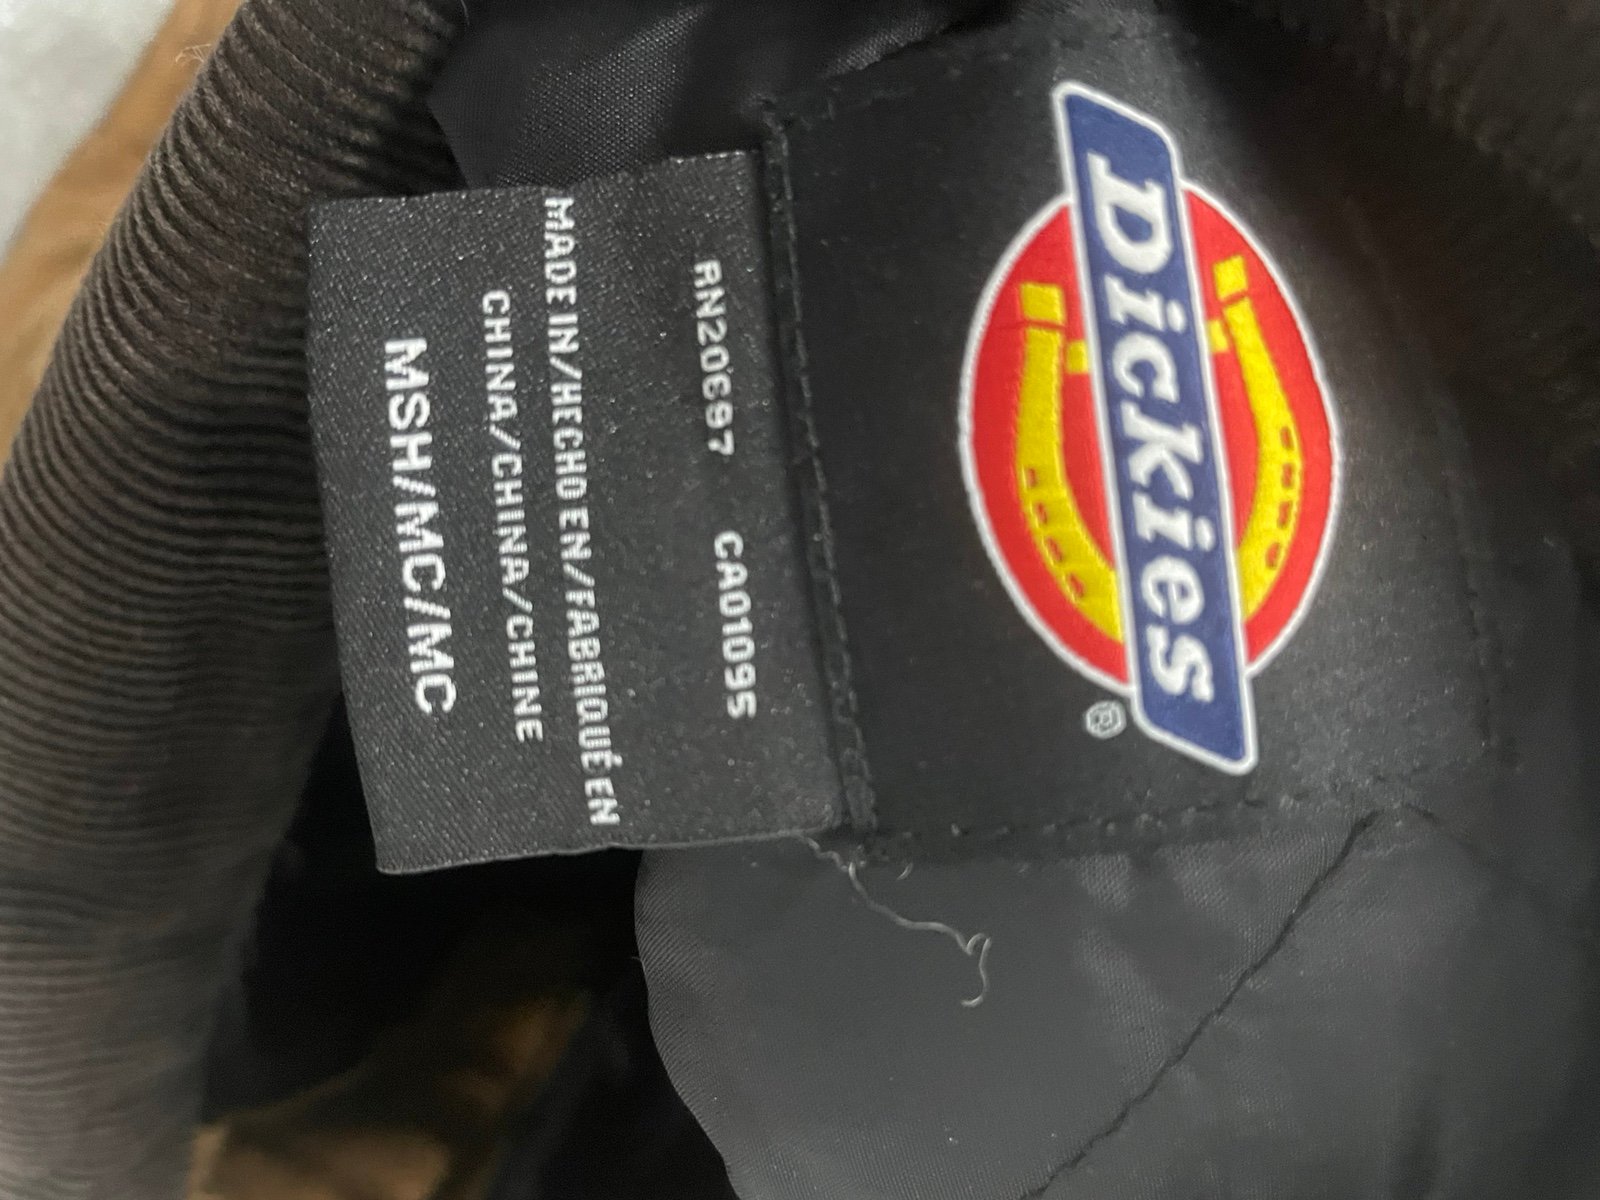 Dickies
®
RN20697 CA01095
MADE IN/HECHO EN/FABRIQUÉ EN
CHINA/CHINA/CHINE
MSH/MC/MC